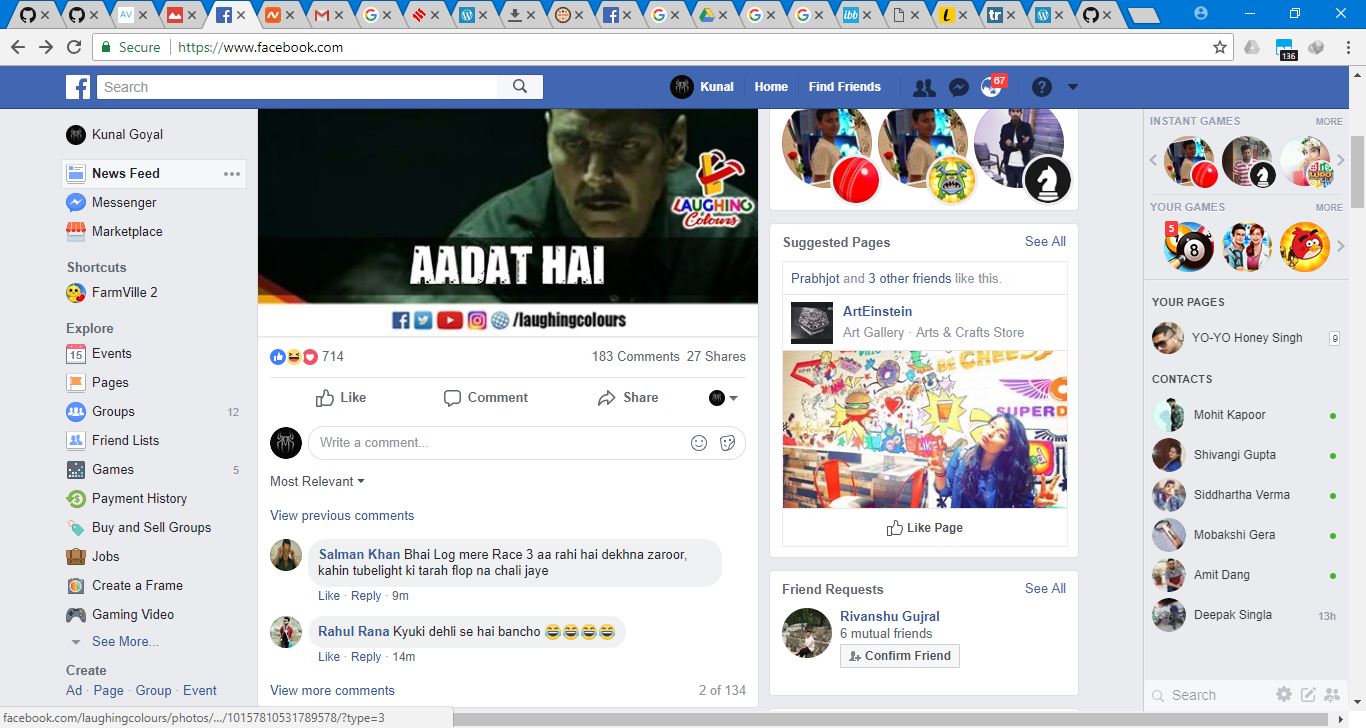 Secure
https://www.facebook.com
136
Search
Kunal
Home
Find Friends
67
Kunal Goyal
News Feed
Messenger
Marketplace
Shortcuts
FarmVille 2
Explore
15
Events
Pages
Groups
12
Friend Lists
Games
5
Payment History
Buy and Sell Groups
Jobs
Create a Frame
Gaming Video
See More...
Create
Ad · Page · Group · Event
LAUGHING
Colours
AADAT HAI
/laughingcolours
714
183 Comments 27 Shares
Like
Comment
Share
Write a comment...
Most Relevant
View previous comments
Salman Khan Bhai Log mere Race 3 aa rahi hai dekhna zaroor,
kahin tubelight ki tarah flop na chali jaye
Like · Reply · 9m
Rahul Rana Kyuki dehli se hai bancho 😂😂😂😂
Like · Reply · 14m
View more comments
2 of 134
Suggested Pages
See All
Prabhjot and 3 other friends like this.
ArtEinstein
Art Gallery · Arts & Crafts Store
BE CHEESY
SUPERD
LIKE
Like Page
Friend Requests
See All
Rivanshu Gujral
6 mutual friends
Confirm Friend
INSTANT GAMES
MORE
YOUR GAMES
MORE
5
8
YOUR PAGES
YO-YO Honey Singh
9
CONTACTS
Mohit Kapoor
Shivangi Gupta
Siddhartha Verma
Mobakshi Gera
Amit Dang
Deepak Singla
13h
Search
facebook.com/laughingcolours/photos/.../10157810531789578/?type=3